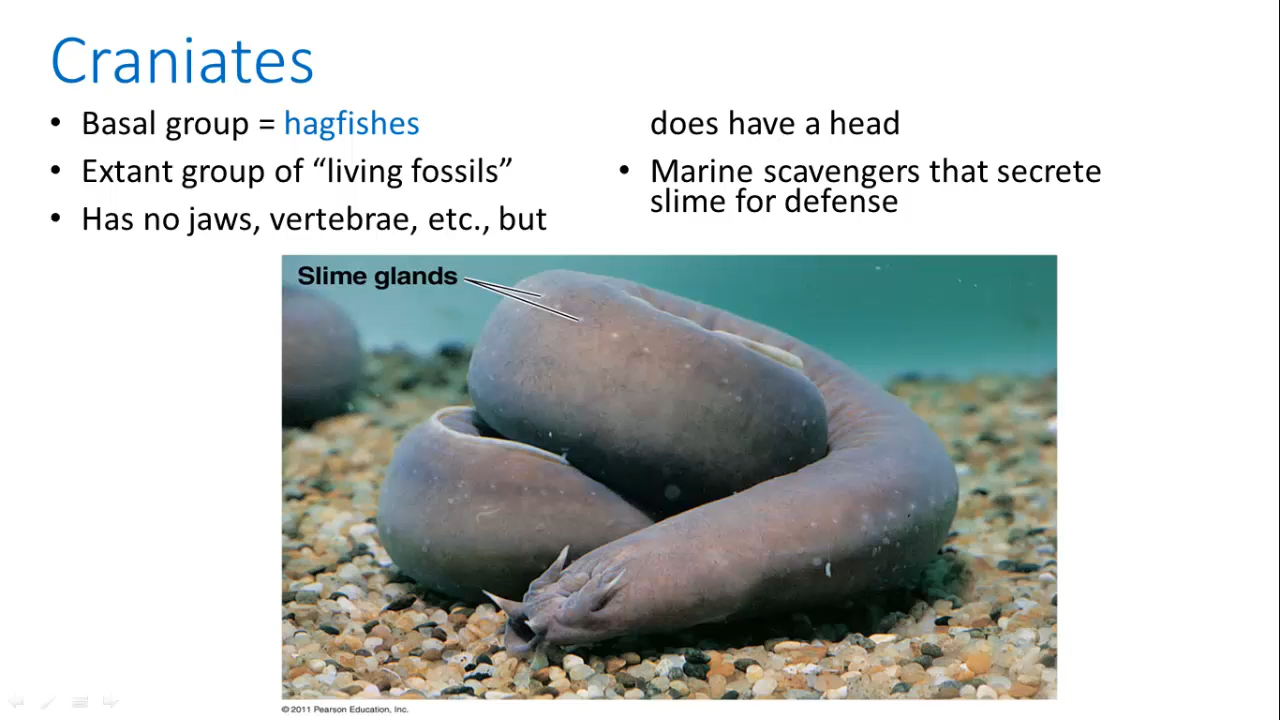 Craniates
• Basal group = hagfishes
• Extant group of “living fossils”
• Has no jaws, vertebrae, etc., but
does have a head
• Marine scavengers that secrete
slime for defense
Slime glands
© 2011 Pearson Education, Inc.